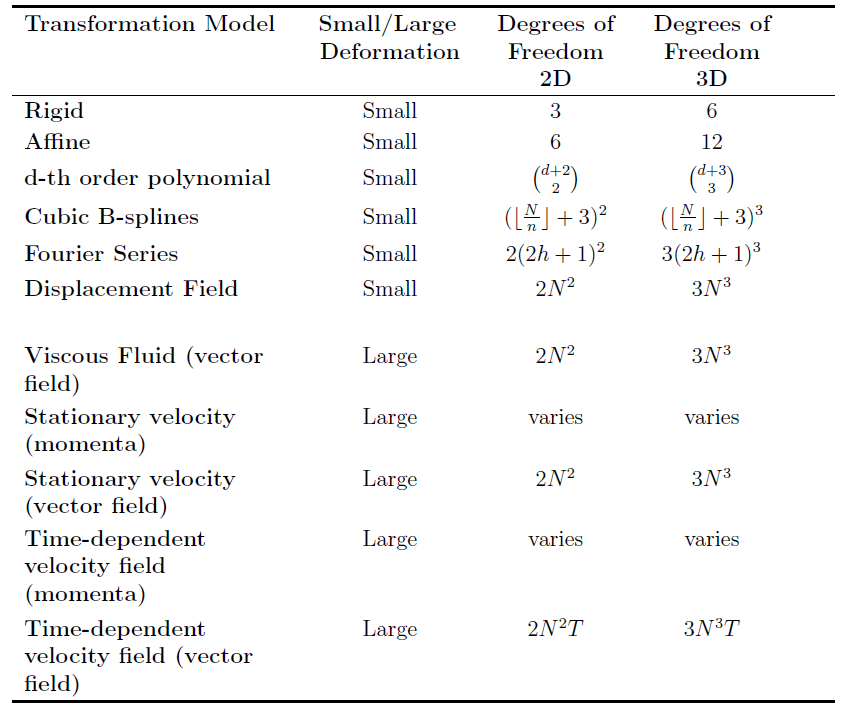 Transformation Model Small/Large Degrees of Degrees of
Deformation Freedom Freedom
2D 3D
Rigid Small 3 6
Affine Small 6 12
d-th order polynomial Small $\binom{d+2}{2}$ $\binom{d+3}{3}$
Cubic B-splines Small $(\lfloor \frac{N}{n} \rfloor + 3)^2$ $(\lfloor \frac{N}{n} \rfloor + 3)^3$
Fourier Series Small $2(2h + 1)^2$ $3(2h + 1)^3$
Displacement Field Small $2N^2$ $3N^3$
Viscous Fluid (vector Large $2N^2$ $3N^3$
field)
Stationary velocity Large varies varies
(momenta)
Stationary velocity Large $2N^2$ $3N^3$
(vector field)
Time-dependent Large varies varies
velocity field
(momenta)
Time-dependent Large $2N^2T$ $3N^3T$
velocity field (vector
field)